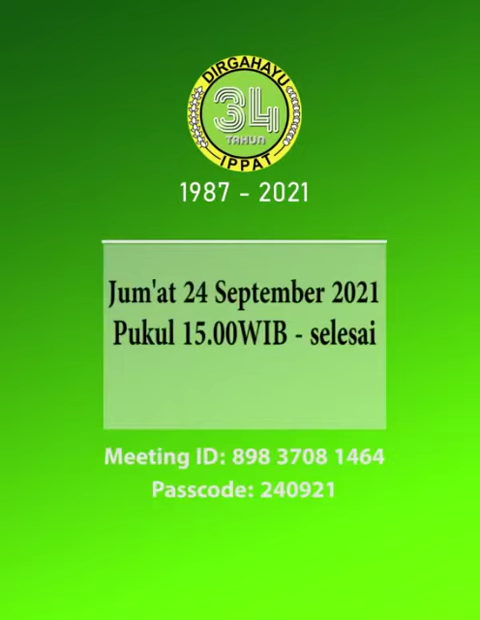 DIRGAHAYU
34
TAHUN
IPPAT
1987 - 2021
Jum'at 24 September 2021
Pukul 15.00WIB - selesai
Meeting ID: 898 3708 1464
Passcode: 240921